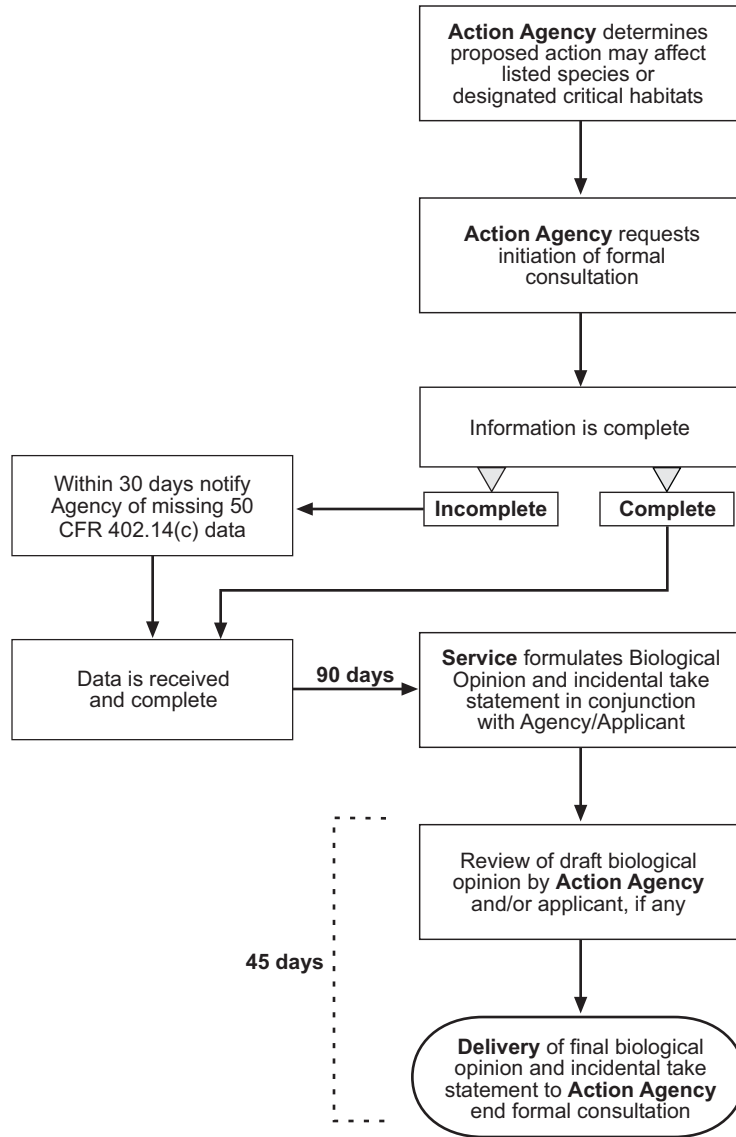 Action Agency determines
proposed action may affect
listed species or
designated critical habitats
Action Agency requests
initiation of formal
consultation
Information is complete
Incomplete
Complete
Within 30 days notify
Agency of missing 50
CFR 402.14(c) data
Data is received
and complete
90 days
Service formulates Biological
Opinion and incidental take
statement in conjunction
with Agency/Applicant
Review of draft biological
opinion by Action Agency
and/or applicant, if any
45 days
Delivery of final biological
opinion and incidental take
statement to Action Agency
end formal consultation